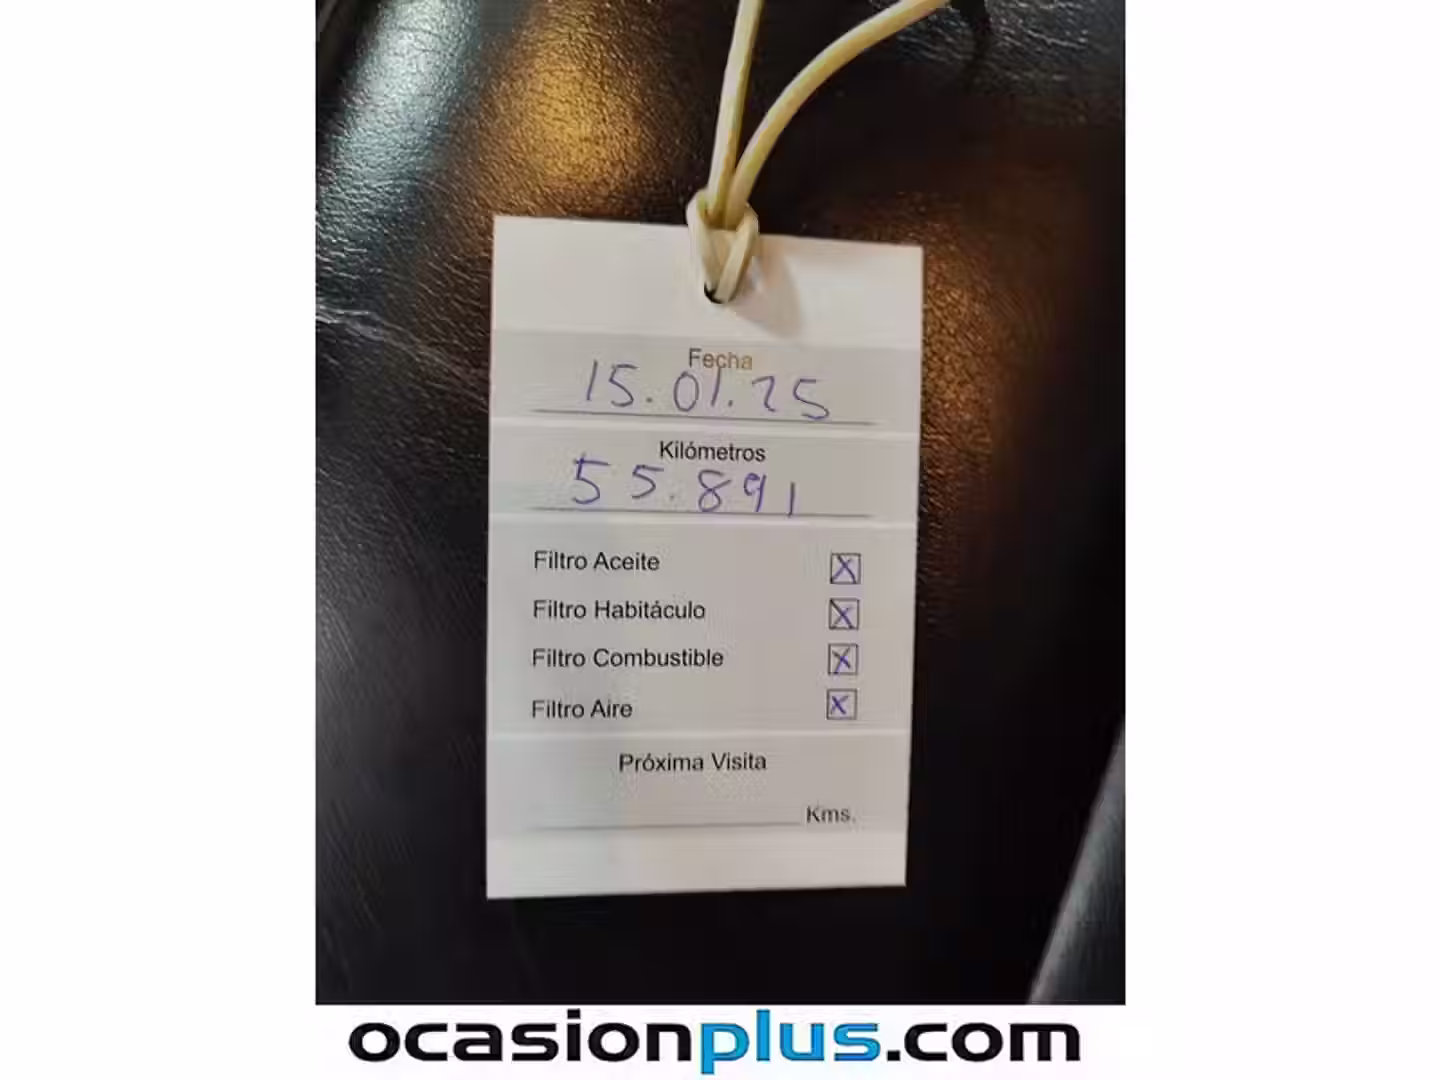 Fecha
15.01.25
Kilómetros
55.891
Filtro Aceite
Filtro Habitáculo
Filtro Combustible
Filtro Aire
Próxima Visita
Kms.
ocasionplus.com